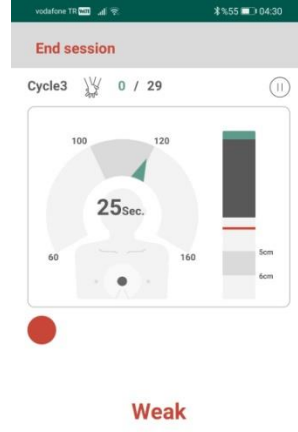 vodafone TR %55 04:30
End session
Cycle3 0 / 29
100 120
25Sec.
60 160
5cm
6cm
Weak